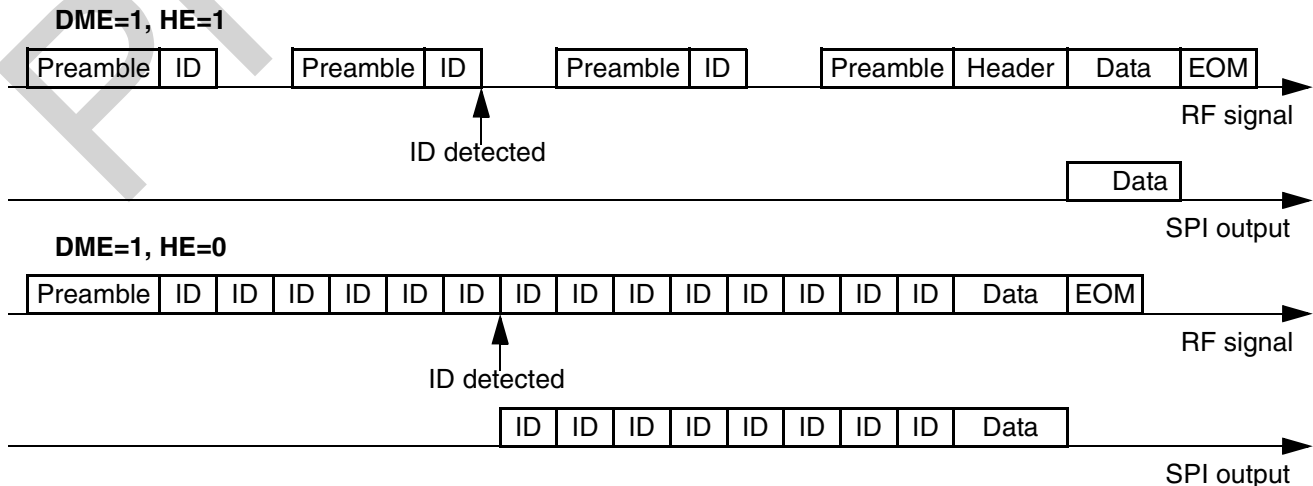 DME=1, HE=1
Preamble ID Preamble ID Preamble ID Preamble Header Data EOM
RF signal
ID detected
Data
SPI output
DME=1, HE=0
Preamble ID ID ID ID ID ID ID ID ID ID ID ID ID ID Data EOM
RF signal
ID detected
ID ID ID ID ID ID ID ID Data
SPI output